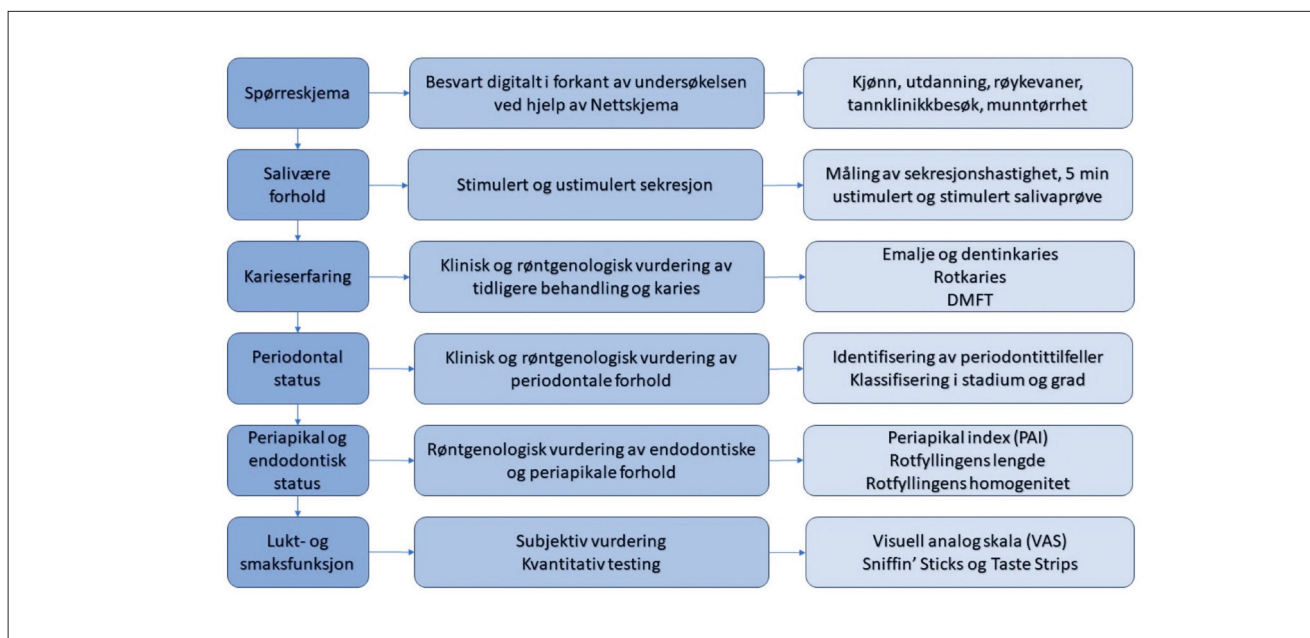 Spørreskjema
Besvart digitalt i forkant av undersøkelsen
ved hjelp av Nettskjema
Kjønn, utdanning, røykevaner,
tannklinikkbesøk, munntørrhet
Salivære
forhold
Stimulert og ustimulert sekresjon
Måling av sekresjonshastighet, 5 min
ustimulert og stimulert salivaprøve
Karieserfaring
Klinisk og røntgenologisk vurdering av
tidligere behandling og karies
Emalje og dentinkaries
Rotkaries
DMFT
Periodontal
status
Klinisk og røntgenologisk vurdering av
periodontale forhold
Identifisering av periodontittilfeller
Klassifisering i stadium og grad
Periapikal og
endodontisk
status
Røntgenologisk vurdering av endodontiske
og periapikale forhold
Periapikal index (PAI)
Rotfyllingens lengde
Rotfyllingens homogenitet
Lukt- og
smaksfunksjon
Subjektiv vurdering
Kvantitativ testing
Visuell analog skala (VAS)
Sniffin’ Sticks og Taste Strips